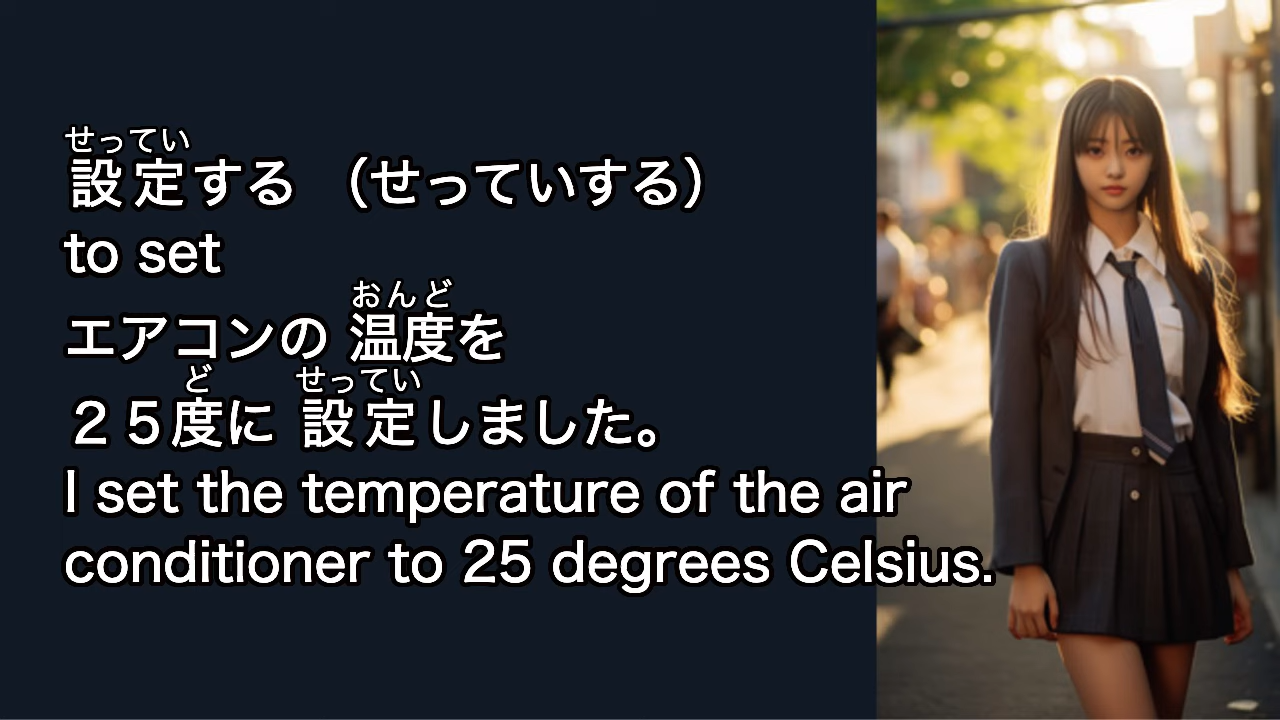 せってい
設定する （せっていする）
to set
おんど
エアコンの 温度を
ど せってい
２５度に 設定しました。
I set the temperature of the air
conditioner to 25 degrees Celsius.